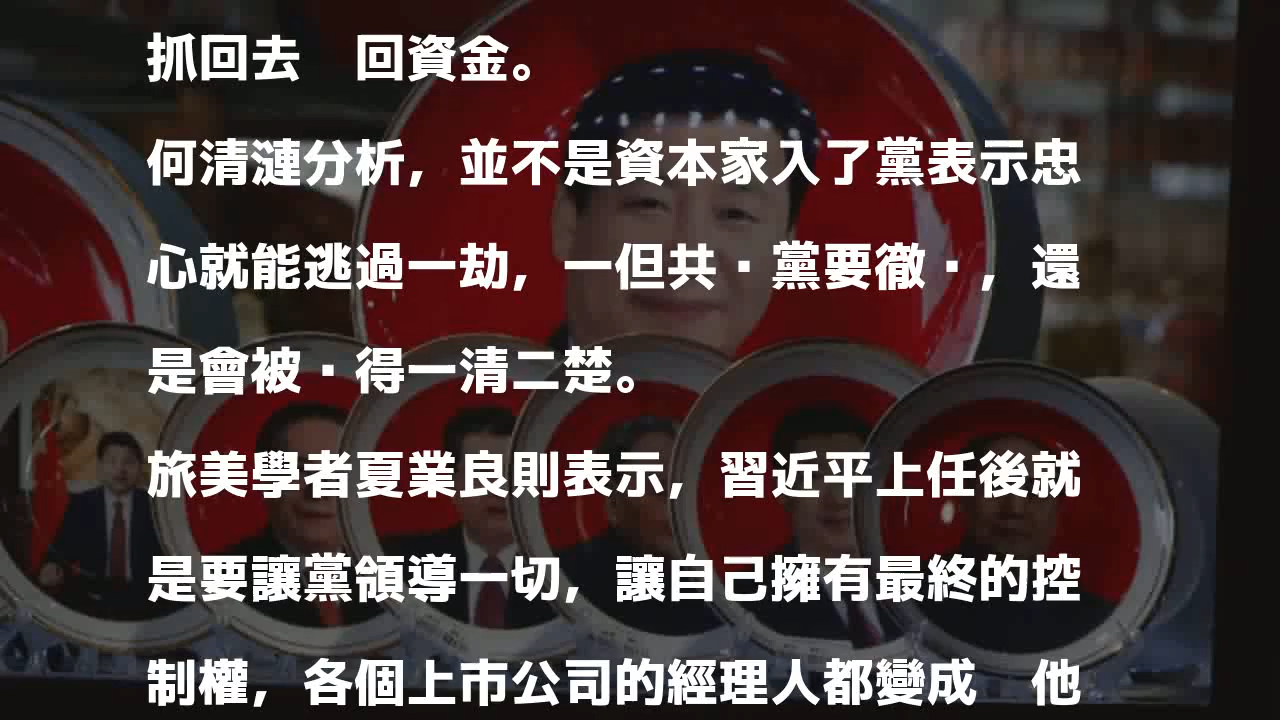 抓回去　回資金。
何清漣分析，並不是資本家入了黨表示忠
心就能逃過一劫，一但共·黨要徹·，還
是會被·得一清二楚。
旅美學者夏業良則表示，習近平上任後就
是要讓黨領導一切，讓自己擁有最終的控
制權，各個上市公司的經理人都變成　他